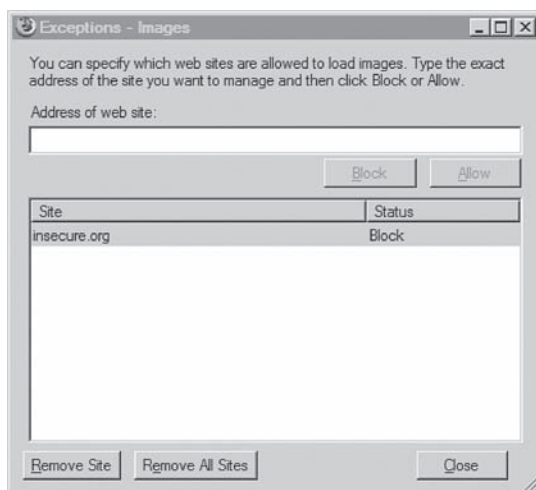 Exceptions - Images
You can specify which web sites are allowed to load images. Type the exact
address of the site you want to manage and then click Block or Allow.
Address of web site:
Block Allow
Site Status
insecure.org Block
Remove Site Remove All Sites Close